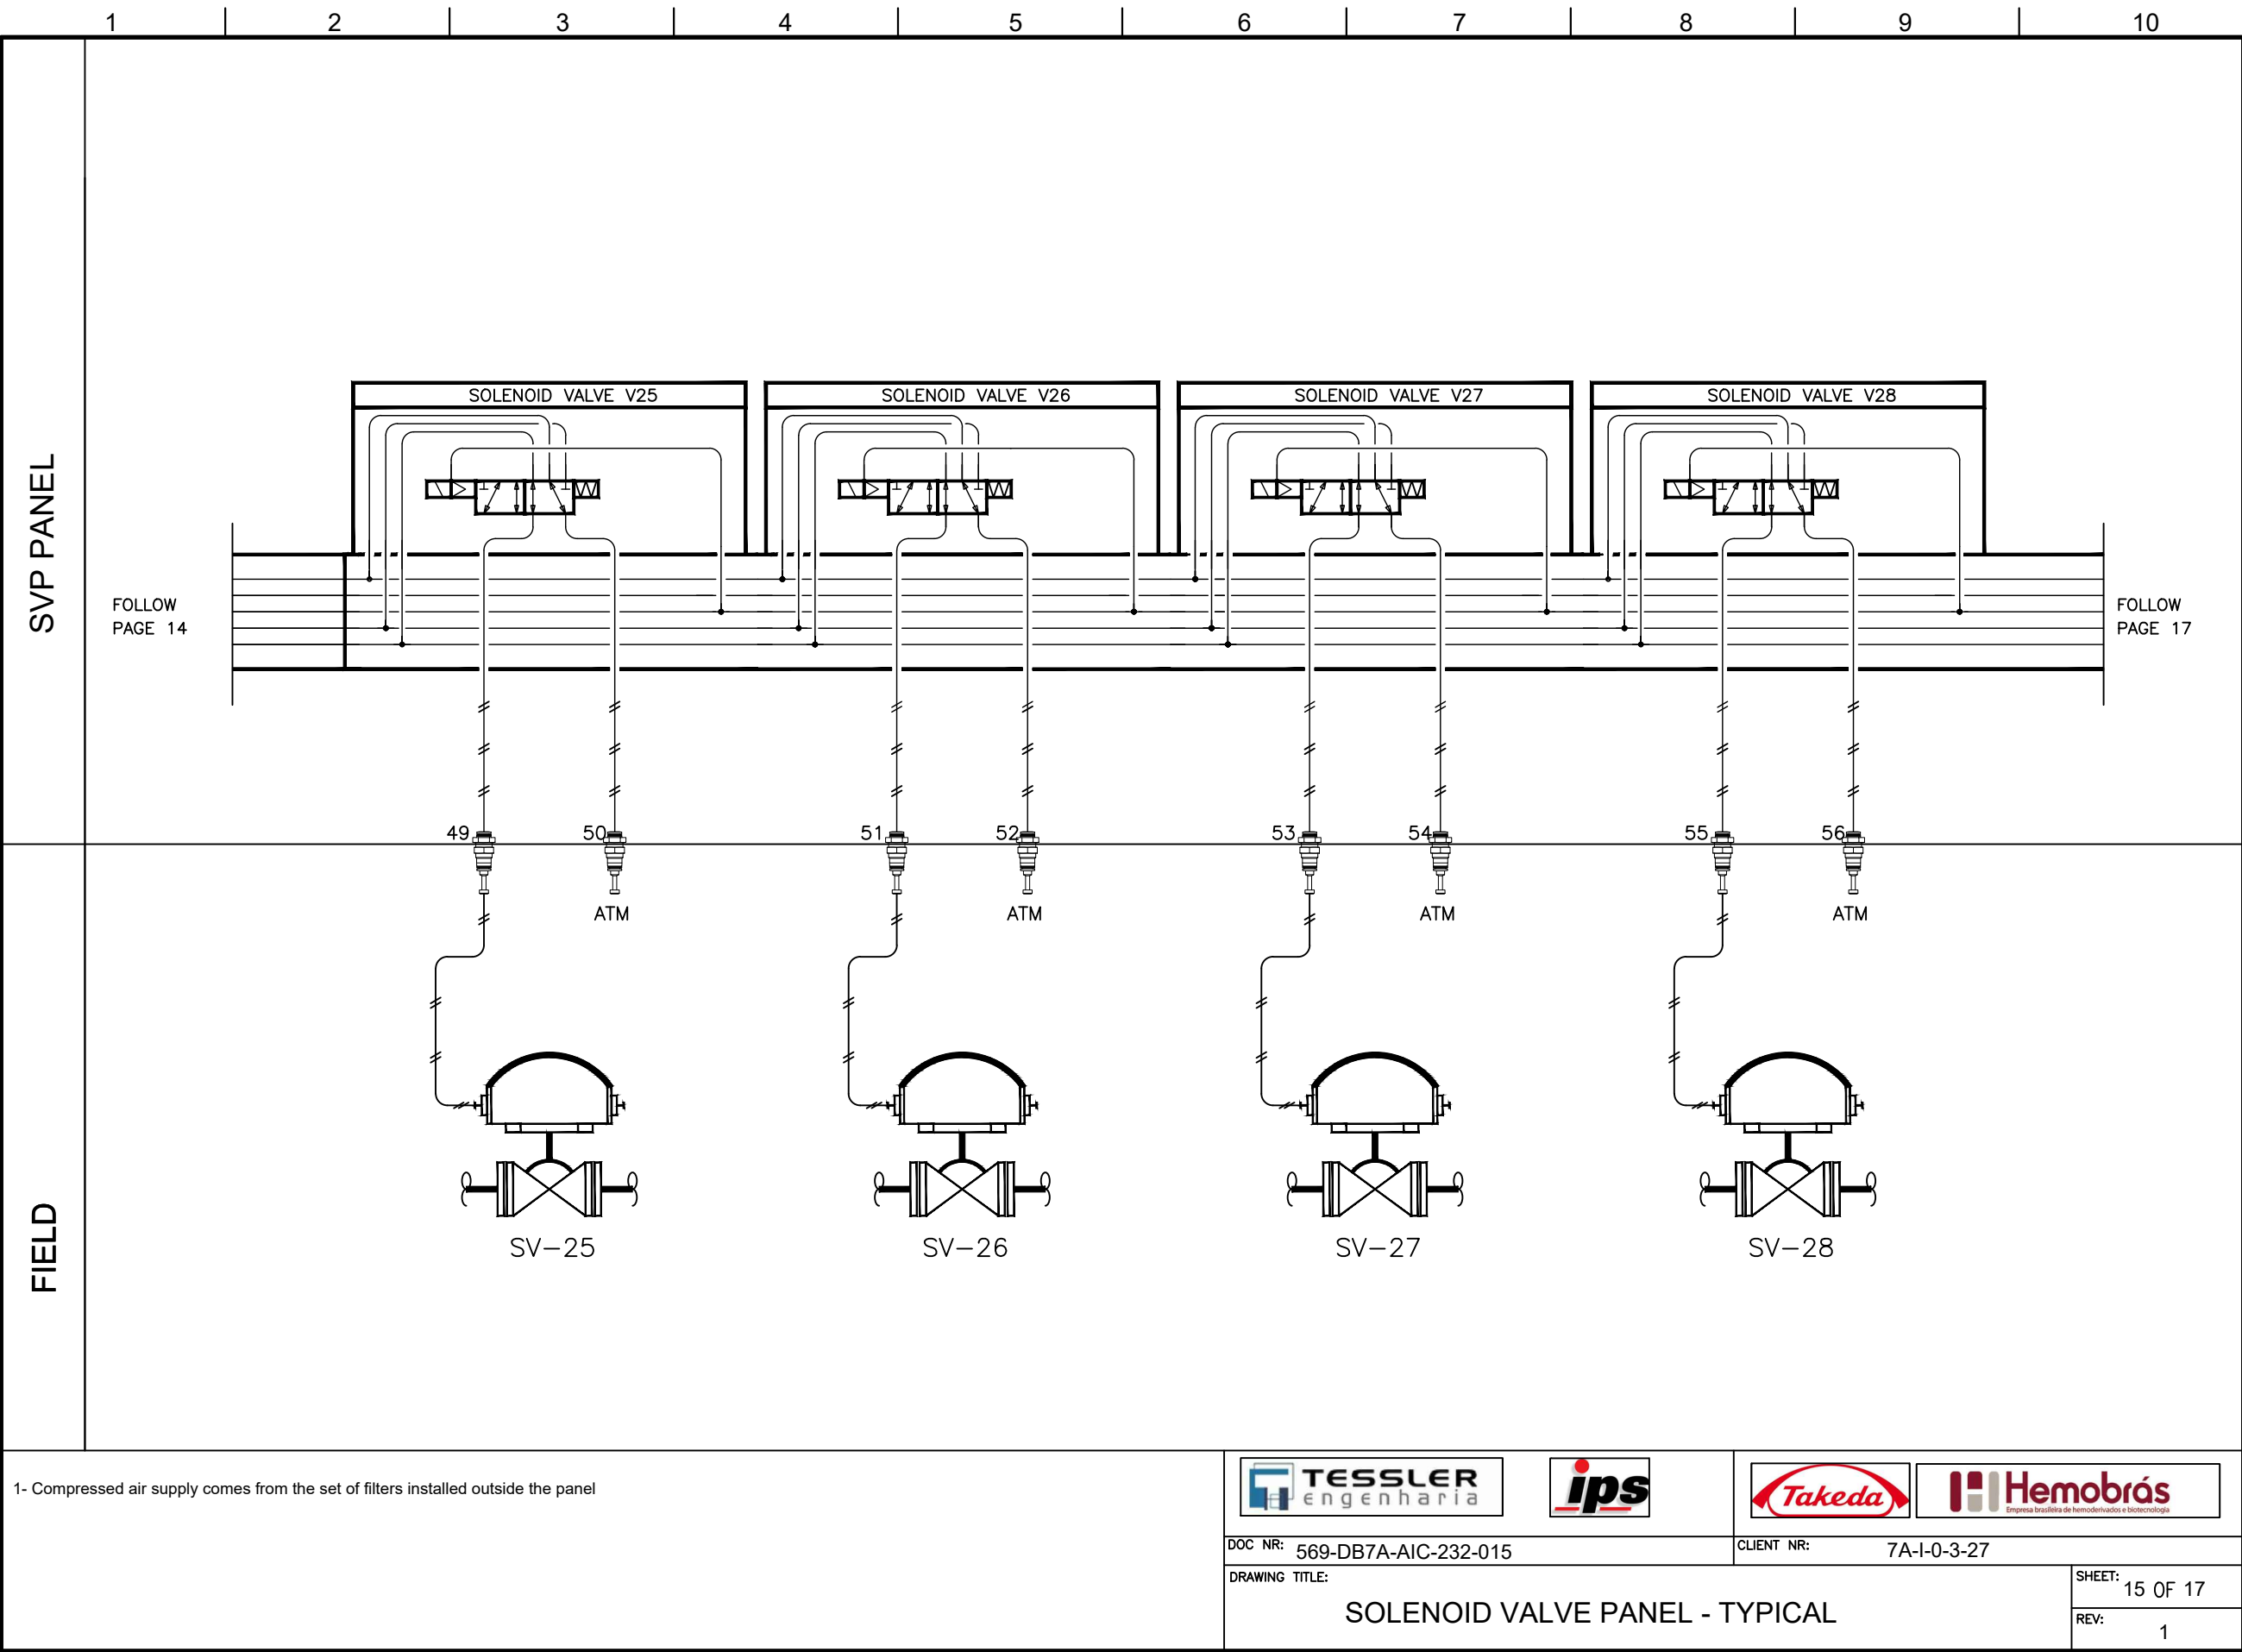 1 2 3 4 5 6 7 8 9 10
SVP PANEL
SOLENOID VALVE V25
SOLENOID VALVE V26
SOLENOID VALVE V27
SOLENOID VALVE V28
FOLLOW
PAGE 14
FOLLOW
PAGE 17
49 50 51 52 53 54 55 56
ATM ATM ATM ATM
FIELD
SV-25 SV-26 SV-27 SV-28
1- Compressed air supply comes from the set of filters installed outside the panel
TESSLER
engenharia
ips
Takeda
Hemobrás
Empresa brasileira de hemoderivados e biotecnologia
DOC NR: 569-DB7A-AIC-232-015
CLIENT NR: 7A-I-0-3-27
DRAWING TITLE:
SOLENOID VALVE PANEL - TYPICAL
SHEET: 15 OF 17
REV: 1